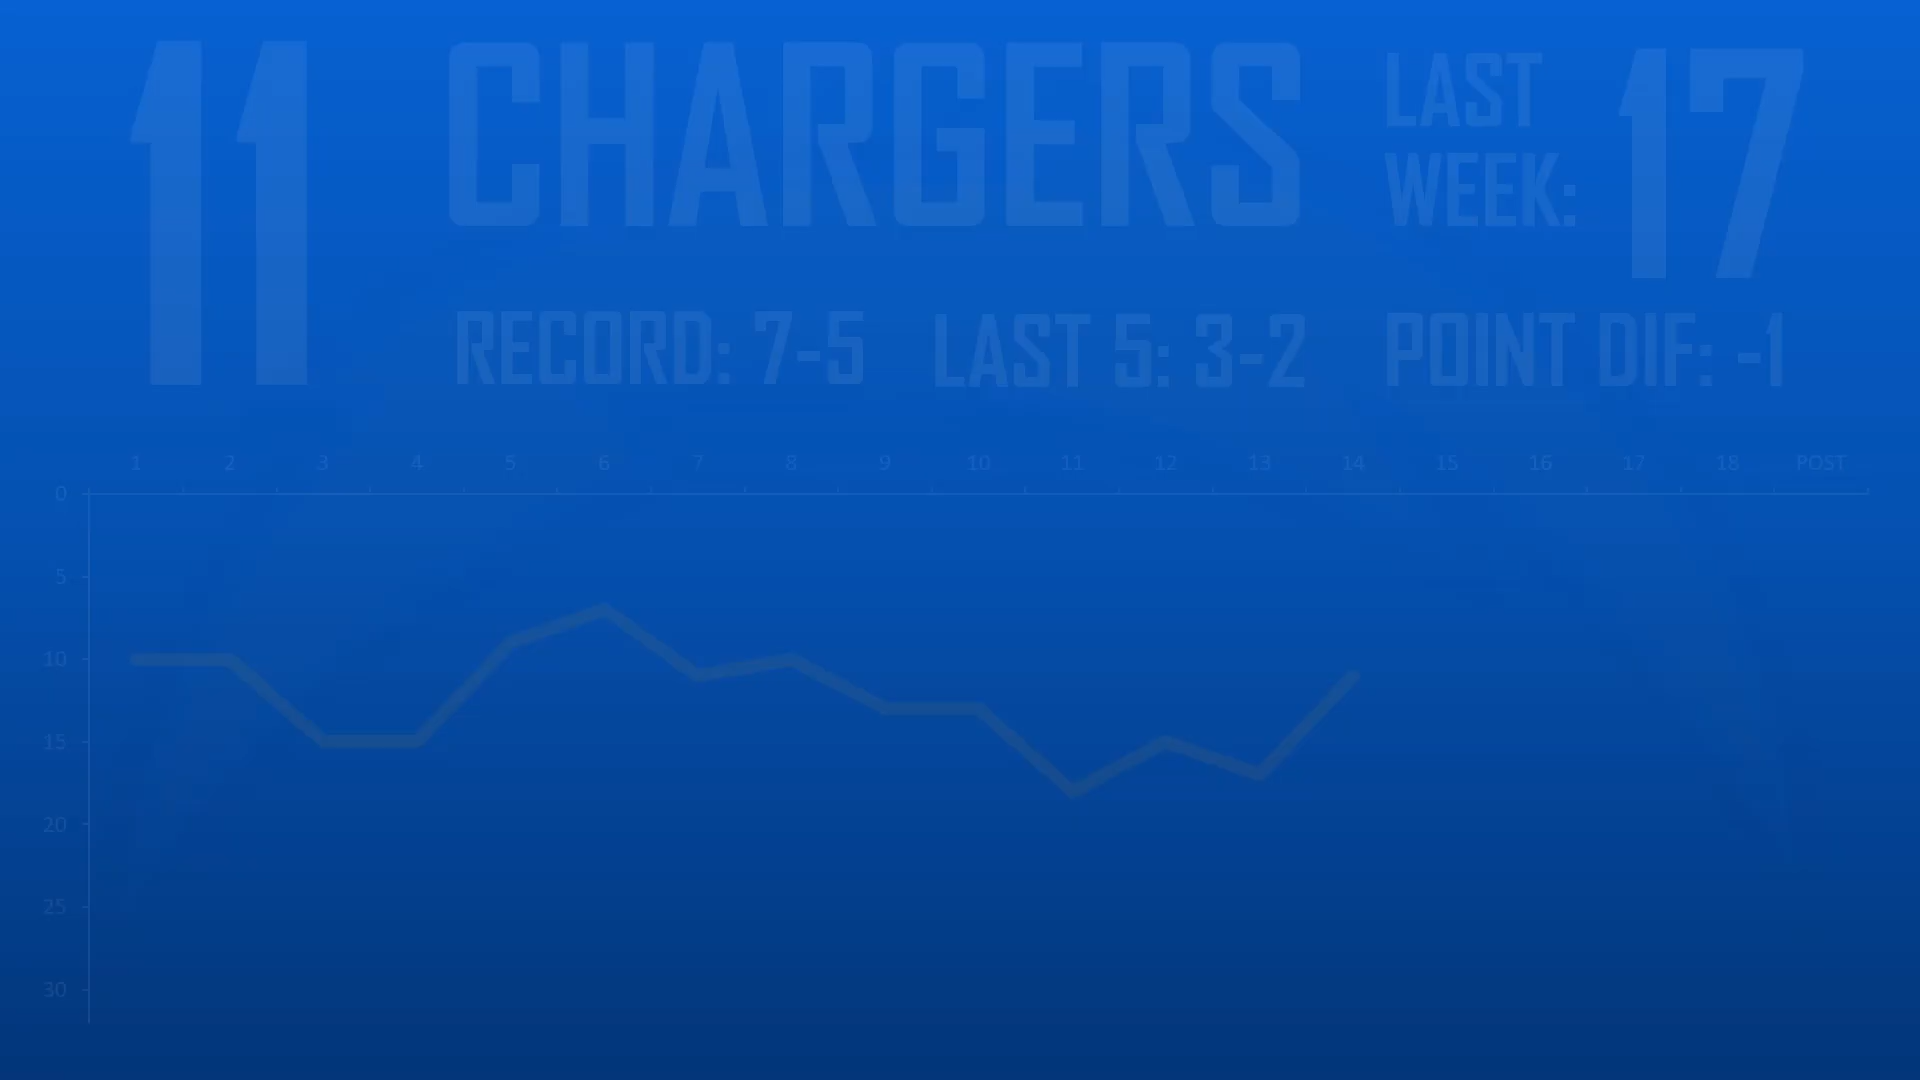 11 CHARGERS LAST WEEK: 17
RECORD: 7-5 LAST 5: 3-2 POINT DIF: -1
1 2 3 4 5 6 7 8 9 10 11 12 13 14 15 16 17 18 POST
0
5
10
15
20
25
30